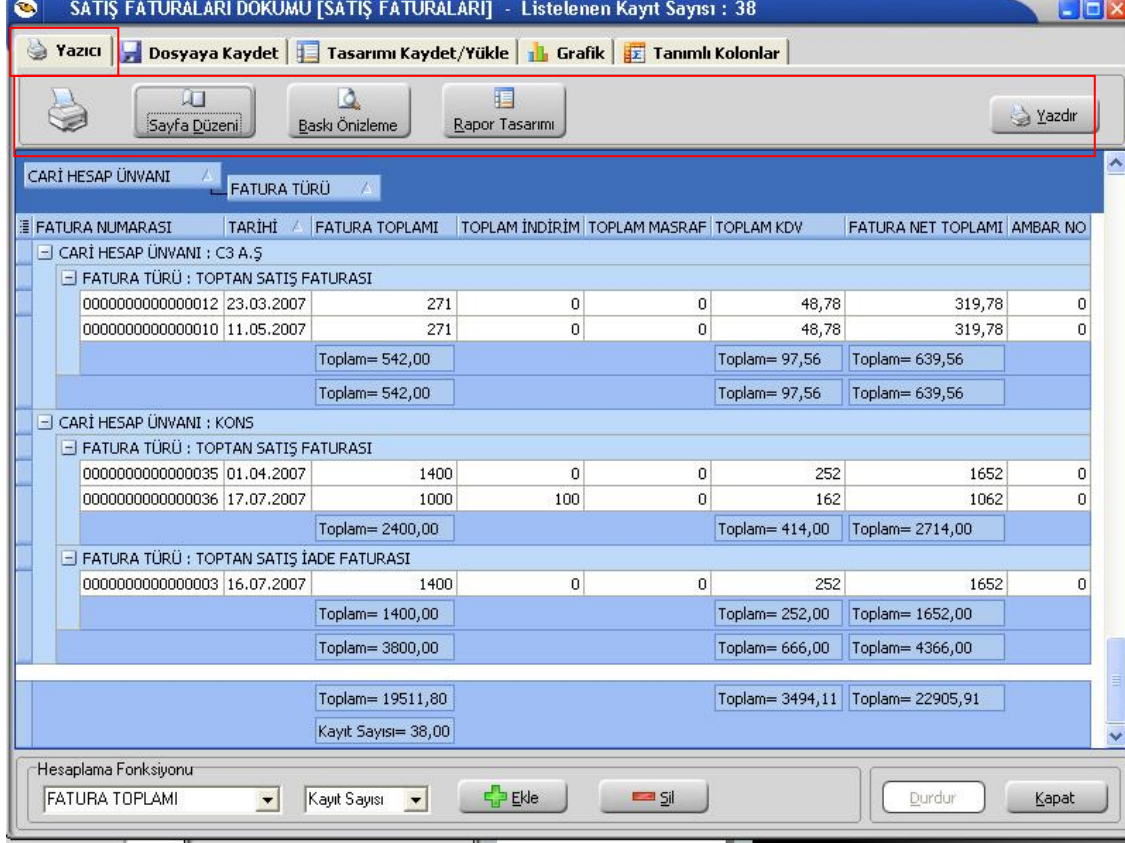 SATIŞ FATURALARI DÖKÜMÜ [SATIŞ FATURALARI] - Listelenen Kayıt Sayısı : 38
Yazıcı Dosyaya Kaydet Tasarımı Kaydet/Yükle Grafik Tanımlı Kolonlar
Sayfa Düzeni Baskı Önizleme Rapor Tasarımı Yazdır
CARİ HESAP ÜNVANI
FATURA TÜRÜ
FATURA NUMARASI TARİHİ FATURA TOPLAMI TOPLAM İNDİRİM TOPLAM MASRAF TOPLAM KDV FATURA NET TOPLAMI AMBAR NO
CARİ HESAP ÜNVANI : C3 A.Ş
FATURA TÜRÜ : TOPTAN SATIŞ FATURASI
0000000000000012 23.03.2007 271 0 0 48,78 319,78 0
0000000000000010 11.05.2007 271 0 0 48,78 319,78 0
Toplam= 542,00 Toplam= 97,56 Toplam= 639,56
Toplam= 542,00 Toplam= 97,56 Toplam= 639,56
CARİ HESAP ÜNVANI : KONS
FATURA TÜRÜ : TOPTAN SATIŞ FATURASI
0000000000000035 01.04.2007 1400 0 0 252 1652 0
0000000000000036 17.07.2007 1000 100 0 162 1062 0
Toplam= 2400,00 Toplam= 414,00 Toplam= 2714,00
FATURA TÜRÜ : TOPTAN SATIŞ İADE FATURASI
0000000000000003 16.07.2007 1400 0 0 252 1652 0
Toplam= 1400,00 Toplam= 252,00 Toplam= 1652,00
Toplam= 3800,00 Toplam= 666,00 Toplam= 4366,00
Toplam= 19511,80 Toplam= 3494,11 Toplam= 22905,91
Kayıt Sayısı= 38,00
Hesaplama Fonksiyonu
FATURA TOPLAMI Kayıt Sayısı Ekle Sil Durdur Kapat